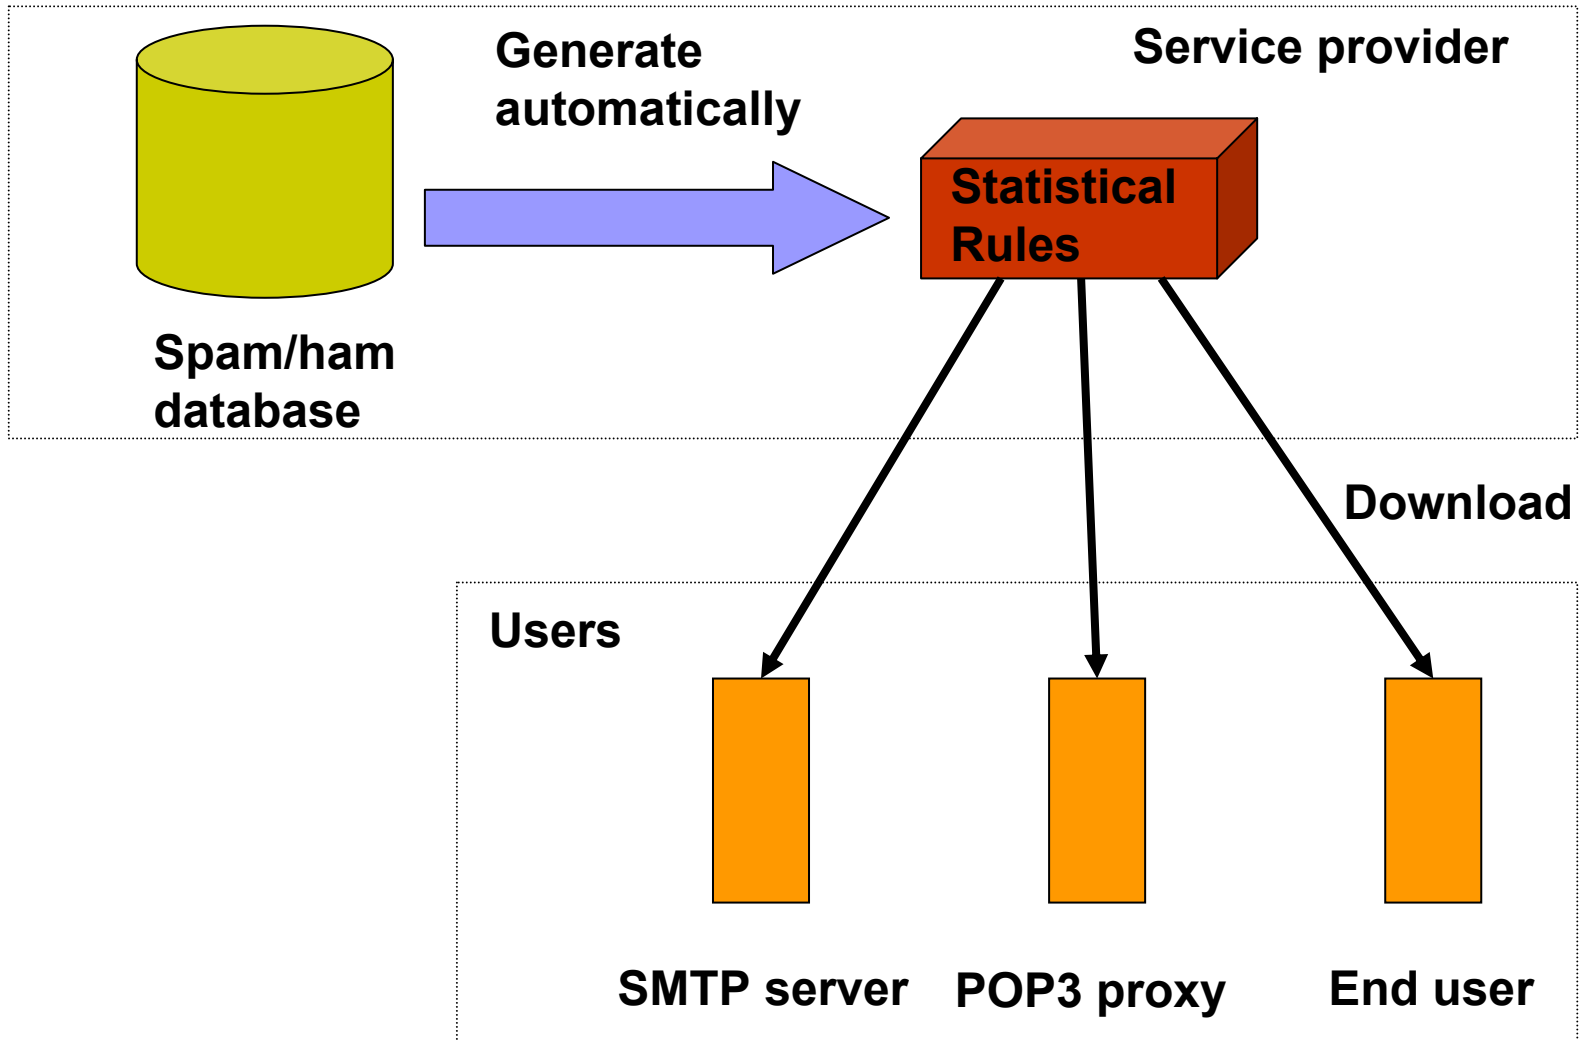 Generate
automatically
Service provider
Statistical
Rules
Spam/ham
database
Download
Users
SMTP server
POP3 proxy
End user